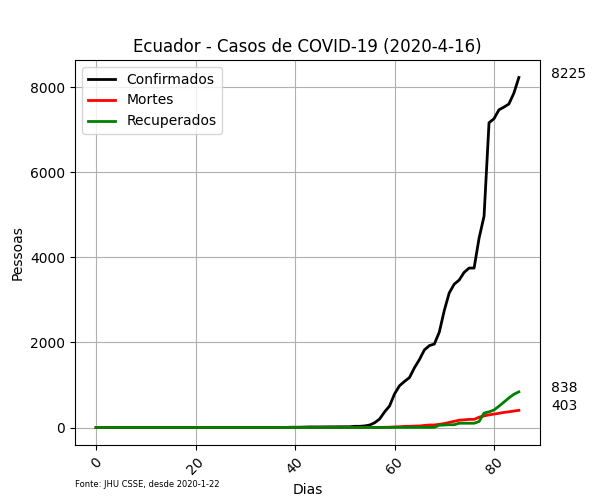 Ecuador - Casos de COVID-19 (2020-4-16)
Confirmados
Mortes
Recuperados
8225
838
403
8000
6000
4000
2000
0
Pessoas
0 20 40 60 80
Dias
Fonte: JHU CSSE, desde 2020-1-22